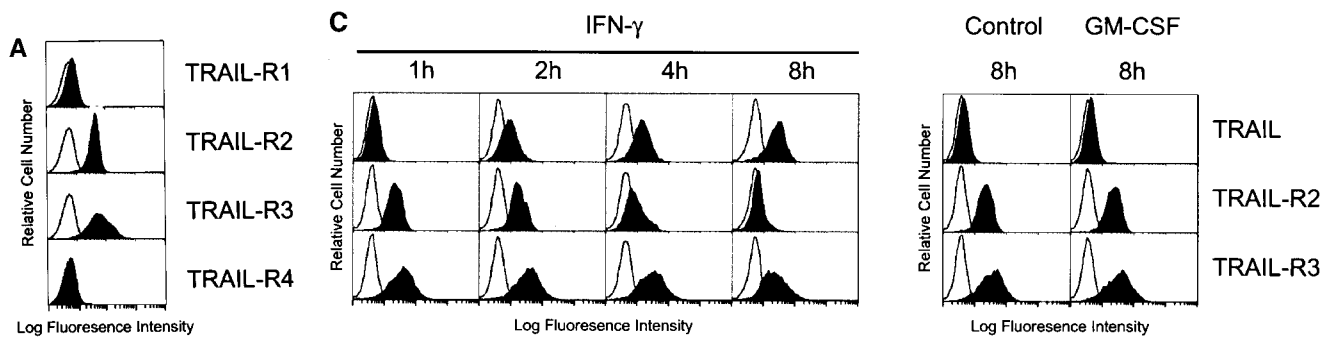 A
Relative Cell Number
TRAIL-R1
TRAIL-R2
TRAIL-R3
TRAIL-R4
Log Fluoresence Intensity
C
IFN-γ
1h 2h 4h 8h
Relative Cell Number
Log Fluoresence Intensity
Control GM-CSF
8h 8h
Relative Cell Number
TRAIL
TRAIL-R2
TRAIL-R3
Log Fluoresence Intensity